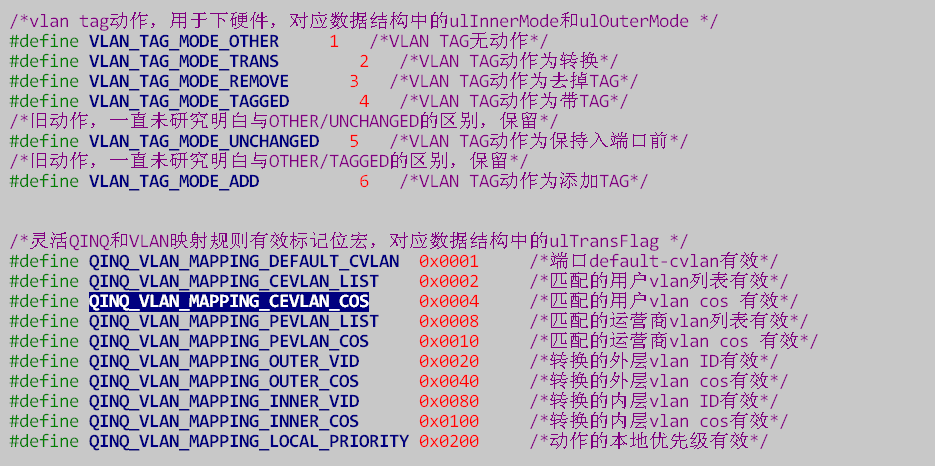 /*vlan tag动作，用于下硬件，对应数据结构中的ulInnerMode和ulOuterMode */
#define VLAN_TAG_MODE_OTHER 1 /*VLAN TAG无动作*/
#define VLAN_TAG_MODE_TRANS 2 /*VLAN TAG动作为转换*/
#define VLAN_TAG_MODE_REMOVE 3 /*VLAN TAG动作为去掉TAG*/
#define VLAN_TAG_MODE_TAGGED 4 /*VLAN TAG动作为带TAG*/
/*旧动作，一直未研究明白与OTHER/UNCHANGED的区别，保留*/
#define VLAN_TAG_MODE_UNCHANGED 5 /*VLAN TAG动作为保持入端口前*/
/*旧动作，一直未研究明白与OTHER/TAGGED的区别，保留*/
#define VLAN_TAG_MODE_ADD 6 /*VLAN TAG动作为添加TAG*/
/*灵活QINQ和VLAN映射规则有效标记位宏，对应数据结构中的ulTransFlag */
#define QINQ_VLAN_MAPPING_DEFAULT_CVLAN 0x0001 /*端口default-cvlan有效*/
#define QINQ_VLAN_MAPPING_CEVLAN_LIST 0x0002 /*匹配的用户vlan列表有效*/
#define QINQ_VLAN_MAPPING_CEVLAN_COS 0x0004 /*匹配的用户vlan cos 有效*/
#define QINQ_VLAN_MAPPING_PEVLAN_LIST 0x0008 /*匹配的运营商vlan列表有效*/
#define QINQ_VLAN_MAPPING_PEVLAN_COS 0x0010 /*匹配的运营商vlan cos 有效*/
#define QINQ_VLAN_MAPPING_OUTER_VID 0x0020 /*转换的外层vlan ID有效*/
#define QINQ_VLAN_MAPPING_OUTER_COS 0x0040 /*转换的外层vlan cos有效*/
#define QINQ_VLAN_MAPPING_INNER_VID 0x0080 /*转换的内层vlan ID有效*/
#define QINQ_VLAN_MAPPING_INNER_COS 0x0100 /*转换的内层vlan cos有效*/
#define QINQ_VLAN_MAPPING_LOCAL_PRIORITY 0x0200 /*动作的本地优先级有效*/